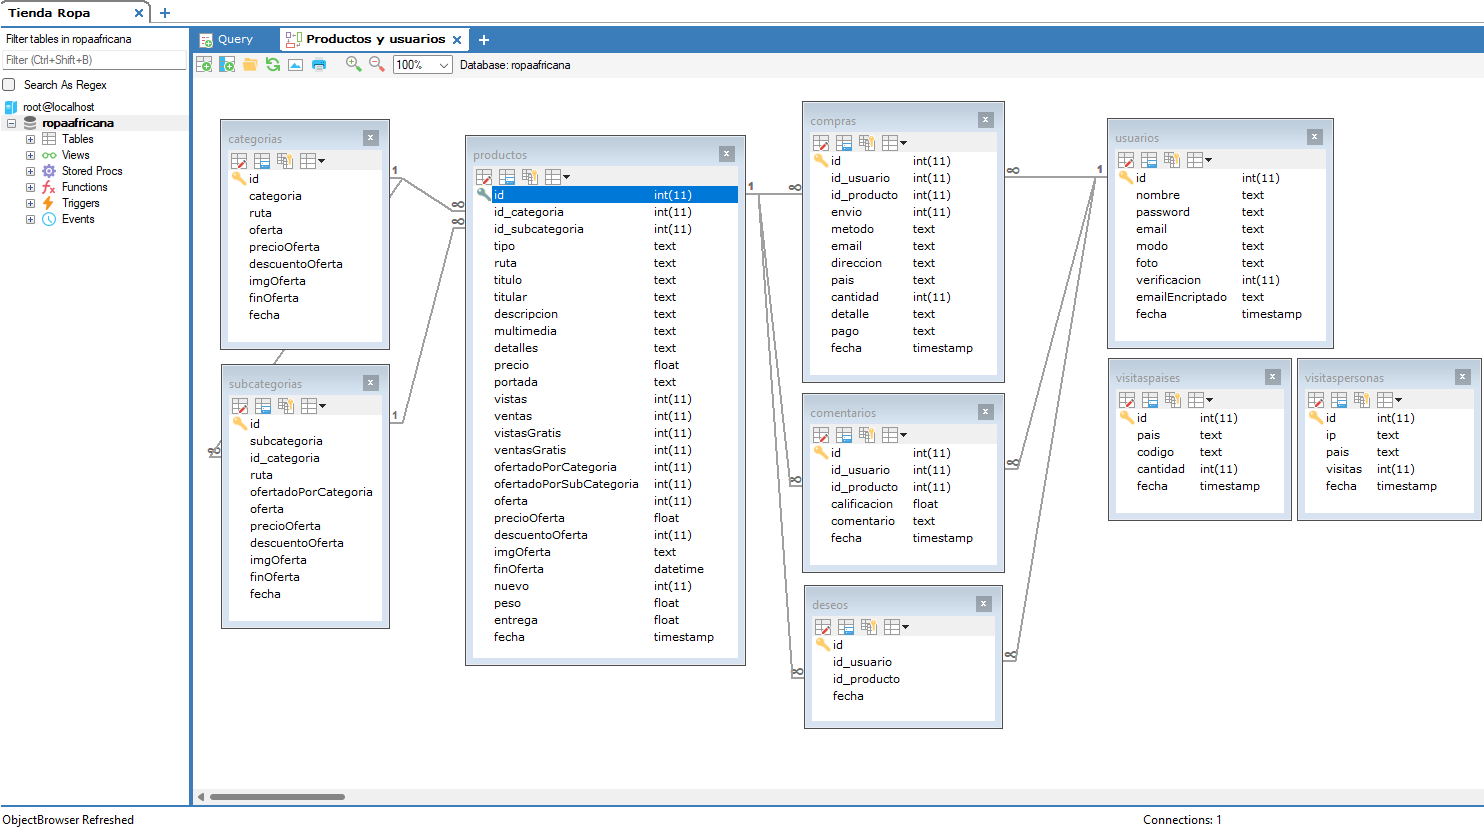 Tienda Ropa
Filter tables in ropaafricana
Filter (Ctrl+Shift+B)
Search As Regex
root@localhost
ropaafricana
Tables
Views
Stored Procs
Functions
Triggers
Events
Query
Productos y usuarios
100%
Database: ropaafricana
categorias
id
categoria
ruta
oferta
precioOferta
descuentoOferta
imgOferta
finOferta
fecha
1
subcategorias
id
subcategoria
id_categoria
ruta
ofertadoPorCategoria
oferta
precioOferta
descuentoOferta
imgOferta
finOferta
fecha
1
productos
id int(11)
id_categoria int(11)
id_subcategoria int(11)
tipo text
ruta text
titulo text
titular text
descripcion text
multimedia text
detalles text
precio float
portada text
vistas int(11)
ventas int(11)
vistasGratis int(11)
ventasGratis int(11)
ofertadoPorCategoria int(11)
ofertadoPorSubCategoria int(11)
oferta int(11)
precioOferta float
descuentoOferta int(11)
imgOferta text
finOferta datetime
nuevo int(11)
peso float
entrega float
fecha timestamp
1
compras
id int(11)
id_usuario int(11)
id_producto int(11)
envio int(11)
metodo text
email text
direccion text
pais text
cantidad int(11)
detalle text
pago text
fecha timestamp
comentarios
id int(11)
id_usuario int(11)
id_producto int(11)
calificacion float
comentario text
fecha timestamp
deseos
id
id_usuario
id_producto
fecha
1
usuarios
id int(11)
nombre text
password text
email text
modo text
foto text
verificacion int(11)
emailEncriptado text
fecha timestamp
visitaspaises
id int(11)
pais text
codigo text
cantidad int(11)
fecha timestamp
visitaspersonas
id int(11)
ip text
pais text
visitas int(11)
fecha timestamp
ObjectBrowser Refreshed
Connections: 1